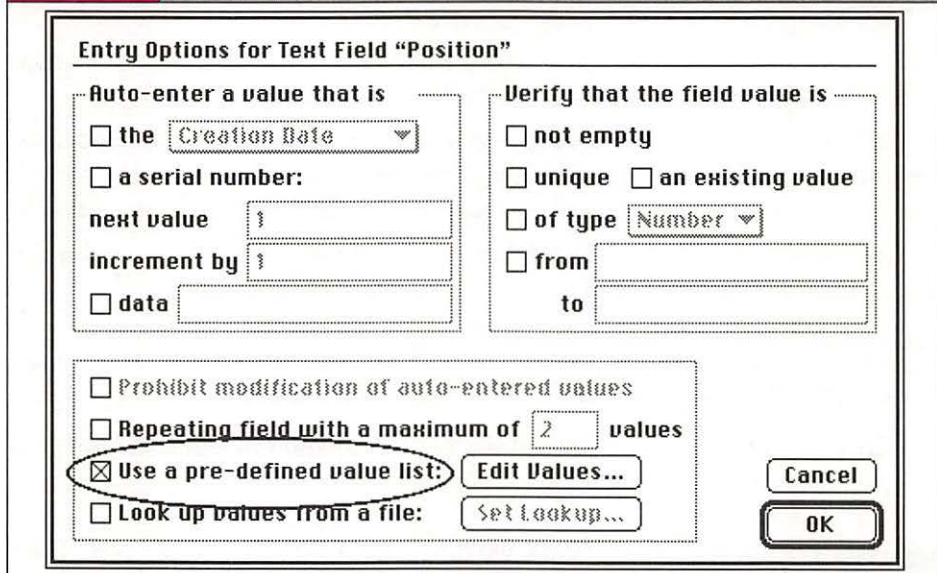 Entry Options for Text Field “Position”
Auto-enter a value that is
the Creation Date
a serial number:
next value 1
increment by 1
data
Verify that the field value is
not empty
unique an existing value
of type Number
from
to
Prohibit modification of auto-entered values
Repeating field with a maximum of 2 values
Use a pre-defined value list: Edit Values...
Look up values from a file: Set Lookup...
Cancel
OK